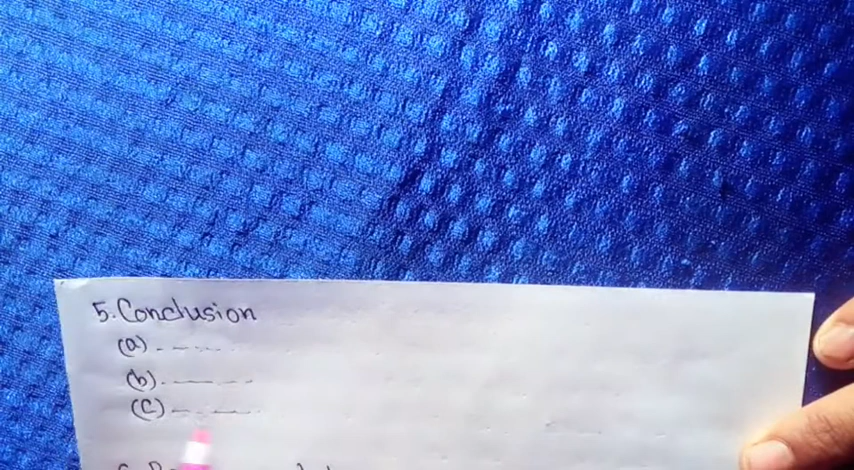 5. Conclusion
(a) - - - - -
(b) - - - -
(c) - - - -